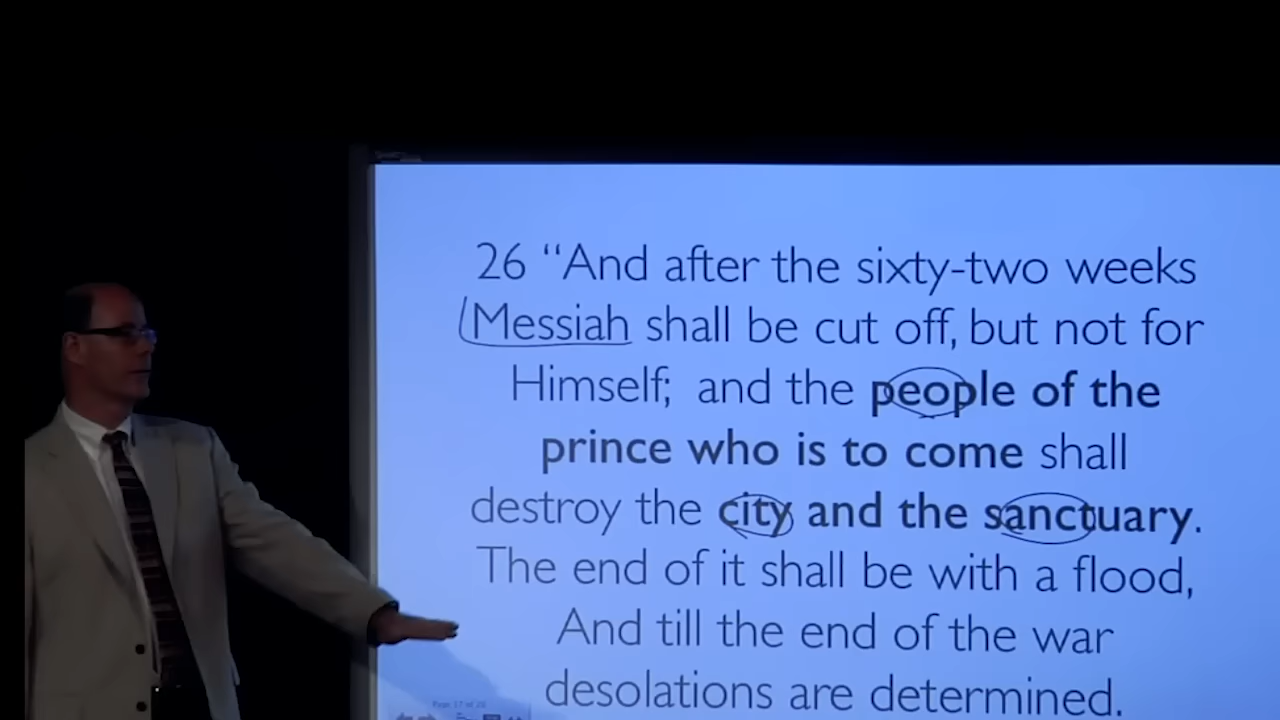 26 “And after the sixty-two weeks
Messiah shall be cut off, but not for
Himself; and the people of the
prince who is to come shall
destroy the city and the sanctuary.
The end of it shall be with a flood,
And till the end of the war
desolations are determined.